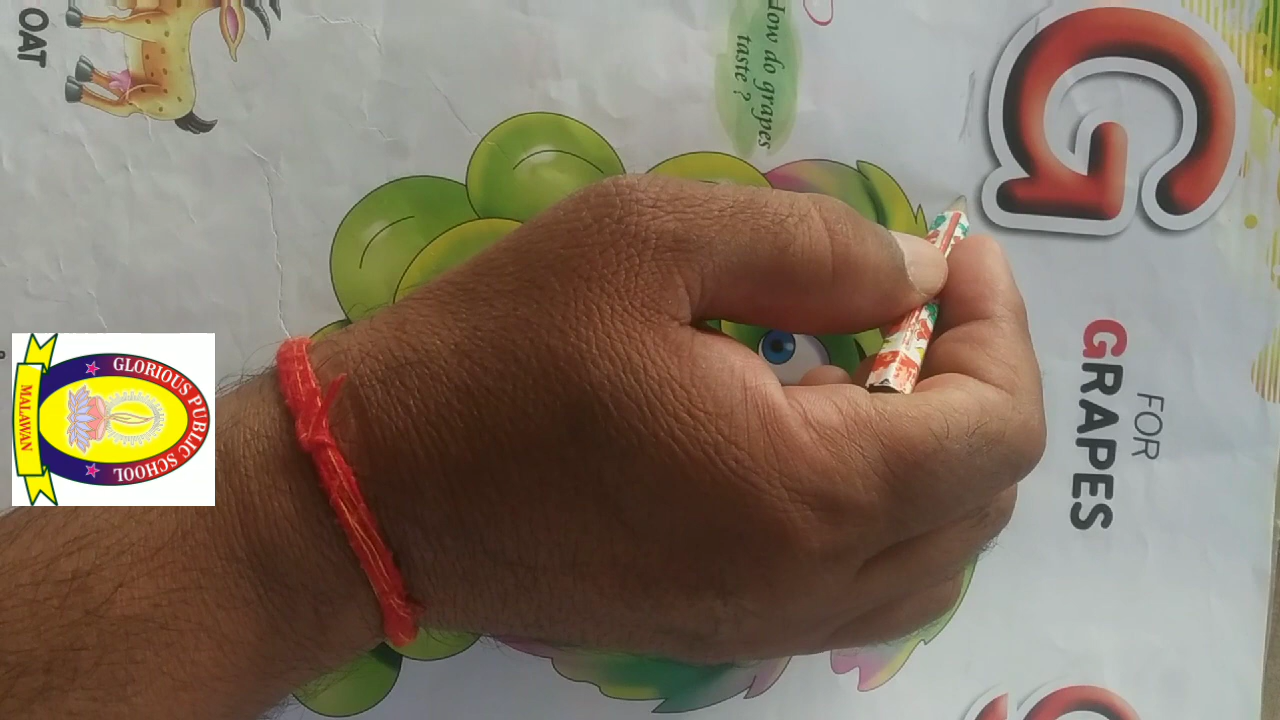 G
FOR
GRAPES
How do grapes
taste ?
OAT
GLORIOUS PUBLIC SCHOOL
MALAWAN